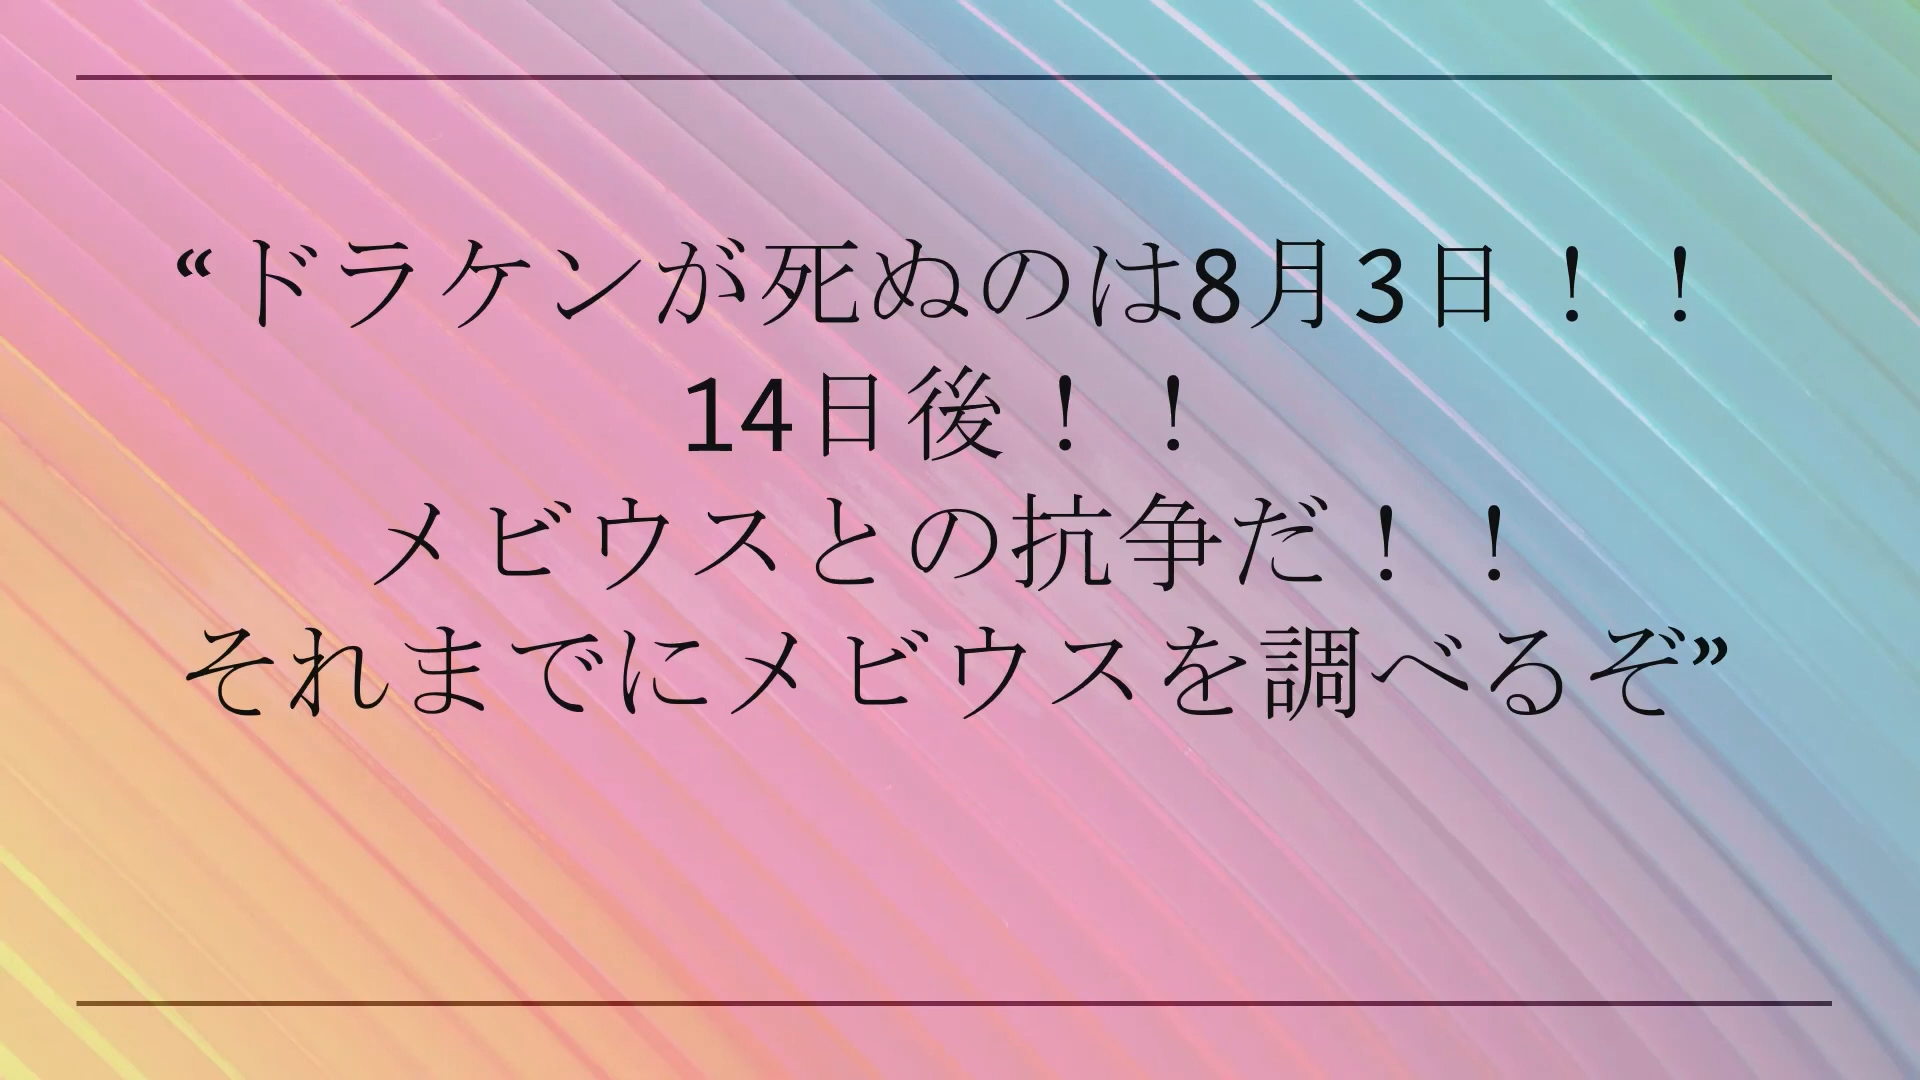 “ドラケンが死ぬのは8月3日！！
14日後！！
メビウスとの抗争だ！！
それまでにメビウスを調べるぞ”